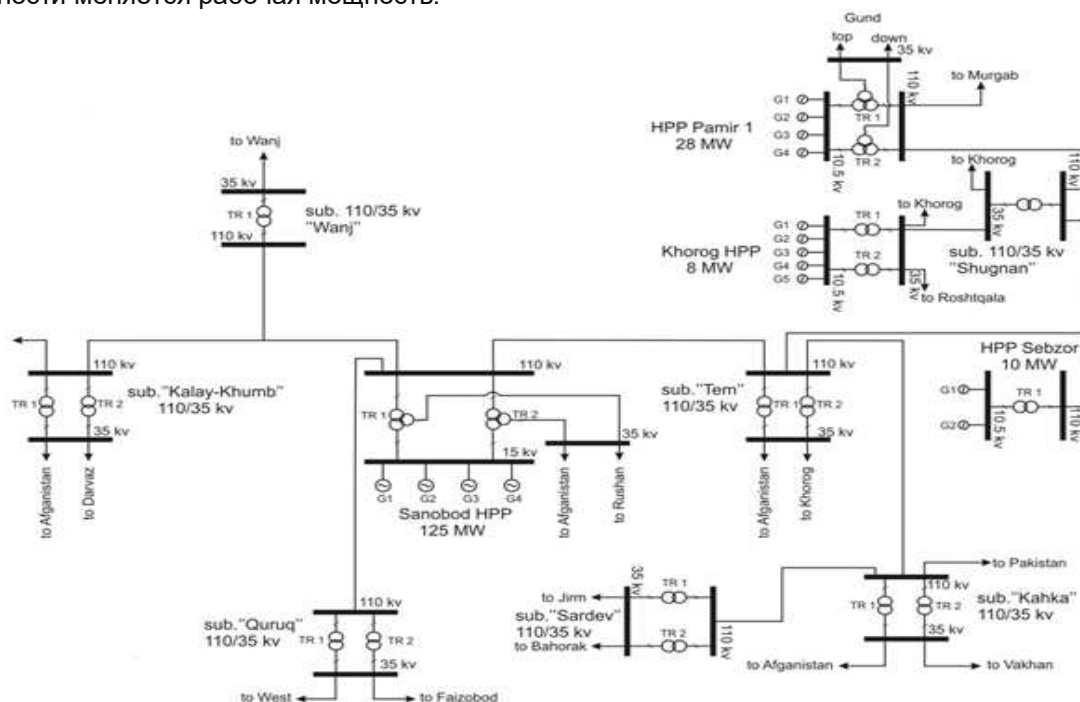 ности меняется рабочая мощность.
Gund
top
down
35 kv
110 kv
to Murgab
G1
G2
G3
G4
TR 1
TR 2
10.5 kv
HPP Pamir 1
28 MW
to Khorog
110 kv
35 kv
sub. 110/35 kv
"Shugnan"
to Khorog
G1
G2
G3
G4
G5
TR 1
TR 2
10.5 kv
35 kv
Khorog HPP
8 MW
to Roshtqala
to Wanj
35 kv
TR 1
sub. 110/35 kv
"Wanj"
110 kv
110 kv
sub."Kalay-Khumb"
110/35 kv
TR 1
TR 2
35 kv
to Afganistan
to Darvaz
110 kv
TR 1
TR 2
35 kv
15 kv
G1
G2
G3
G4
Sanobod HPP
125 MW
to Afganistan
to Rushan
110 kv
sub."Tem"
110/35 kv
TR 1
TR 2
35 kv
to Afganistan
to Khorog
HPP Sebzor
10 MW
G1
G2
TR 1
10.5 kv
110 kv
110 kv
sub."Quruq"
110/35 kv
TR 1
TR 2
35 kv
to West
to Faizobod
35 kv
TR 1
TR 2
110 kv
to Jirm
sub."Sardev"
110/35 kv
to Bahorak
to Pakistan
110 kv
TR 1
TR 2
sub."Kahka"
110/35 kv
35 kv
to Afganistan
to Vakhan